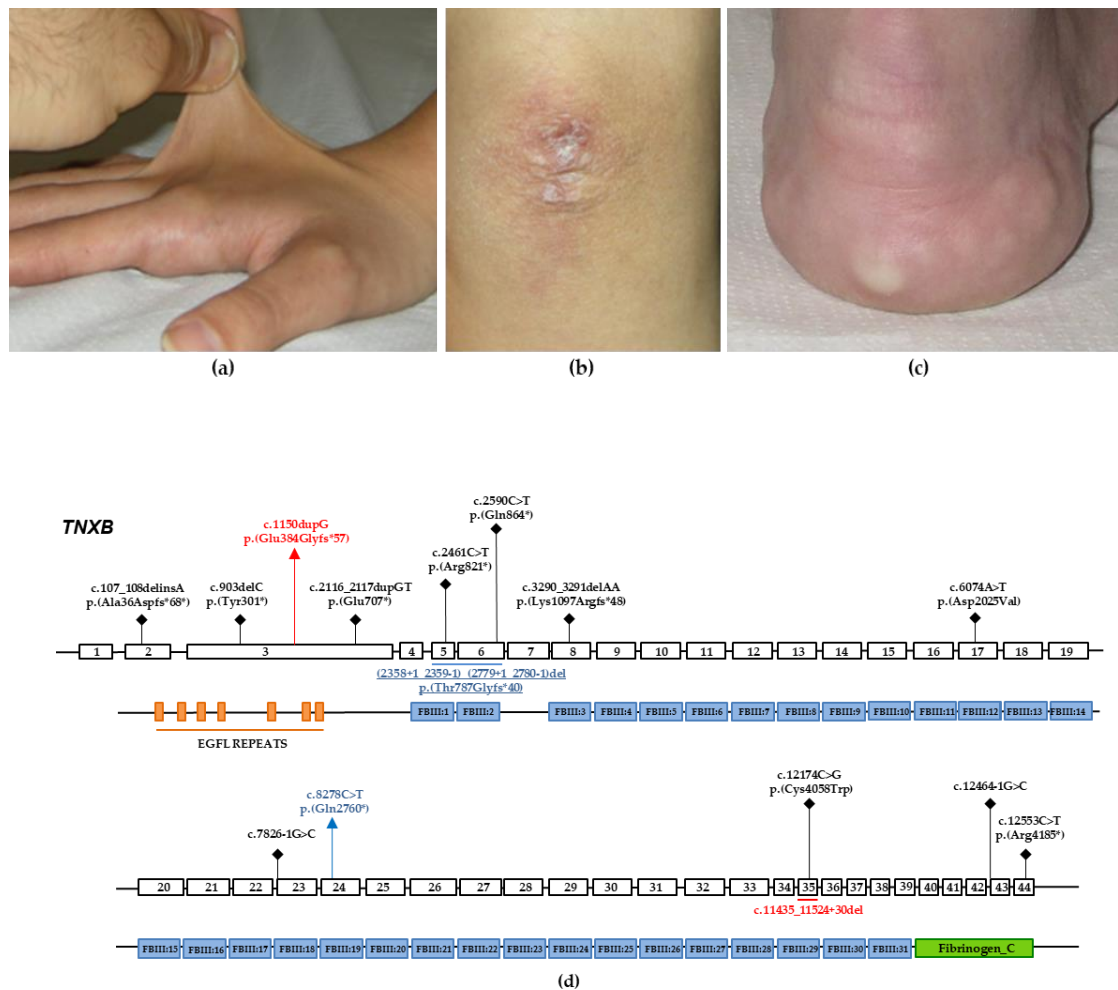 (a)
(b)
(c)
TNXB
c.107_108delinsA
p.(Ala36Aspfs*68*)
c.903delC
p.(Tyr301*)
c.1150dupG
p.(Glu384Glyfs*57)
c.2116_2117dupGT
p.(Glu707*)
c.2461C>T
p.(Arg821*)
c.2590C>T
p.(Gln864*)
c.3290_3291delAA
p.(Lys1097Argfs*48)
c.6074A>T
p.(Asp2025Val)
1 2 3 4 5 6 7 8 9 10 11 12 13 14 15 16 17 18 19
(2358+1_2359-1)_(2779+1_2780-1)del
p.(Thr787Glyfs*40)
FBIII:1 FBIII:2 FBIII:3 FBIII:4 FBIII:5 FBIII:6 FBIII:7 FBIII:8 FBIII:9 FBIII:10 FBIII:11 FBIII:12 FBIII:13 FBIII:14
EGFL REPEATS
c.7826-1G>C
c.8278C>T
p.(Gln2760*)
c.12174C>G
p.(Cys4058Trp)
c.12464-1G>C
c.12553C>T
p.(Arg4185*)
20 21 22 23 24 25 26 27 28 29 30 31 32 33 34 35 36 37 38 39 40 41 42 43 44
c.11435_11524+30del
FBIII:15 FBIII:16 FBIII:17 FBIII:18 FBIII:19 FBIII:20 FBIII:21 FBIII:22 FBIII:23 FBIII:24 FBIII:25 FBIII:26 FBIII:27 FBIII:28 FBIII:29 FBIII:30 FBIII:31 Fibrinogen_C
(d)